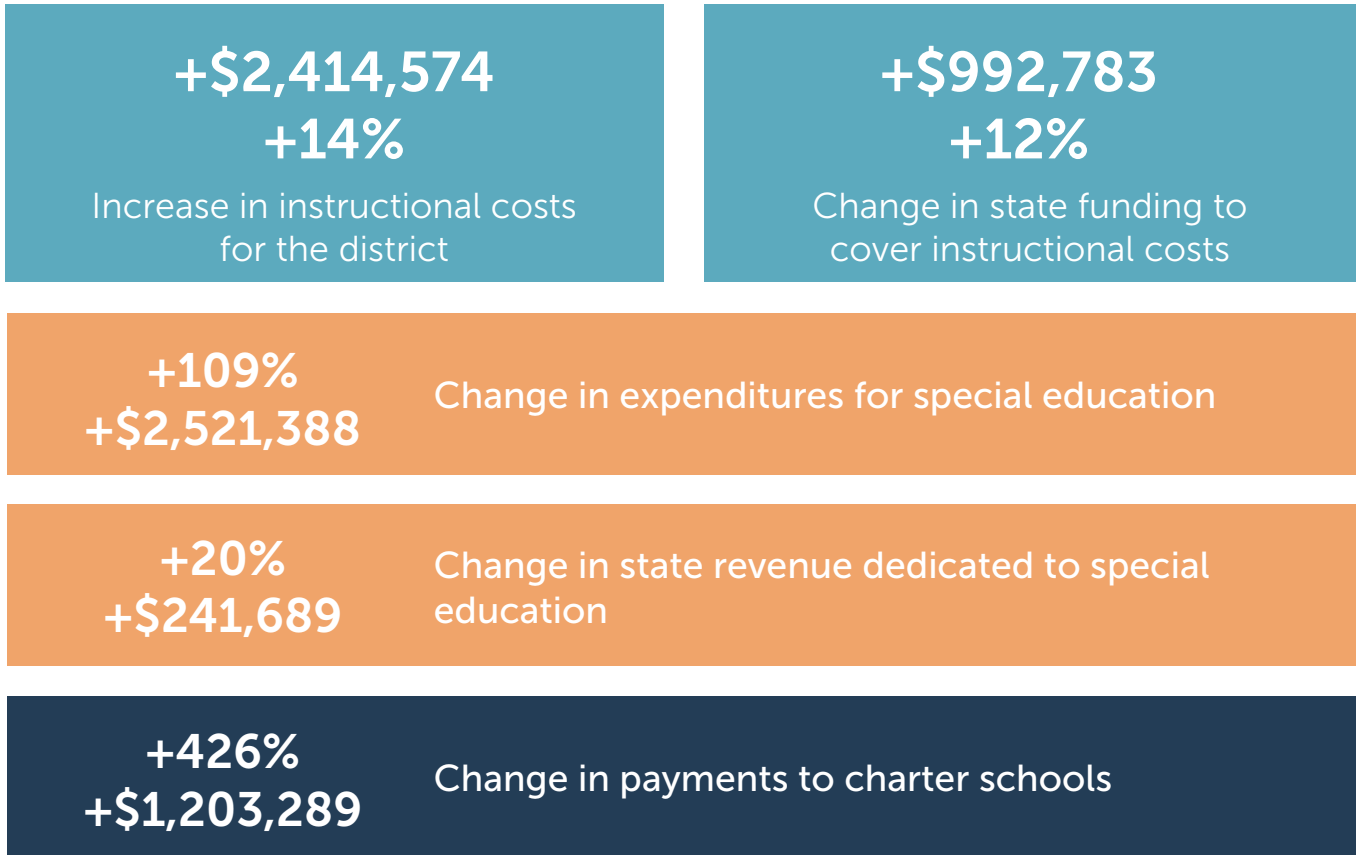 +$2,414,574
+14%
Increase in instructional costs
for the district
+$992,783
+12%
Change in state funding to
cover instructional costs
+109%
+$2,521,388
Change in expenditures for special education
+20%
+$241,689
Change in state revenue dedicated to special
education
+426%
+$1,203,289
Change in payments to charter schools